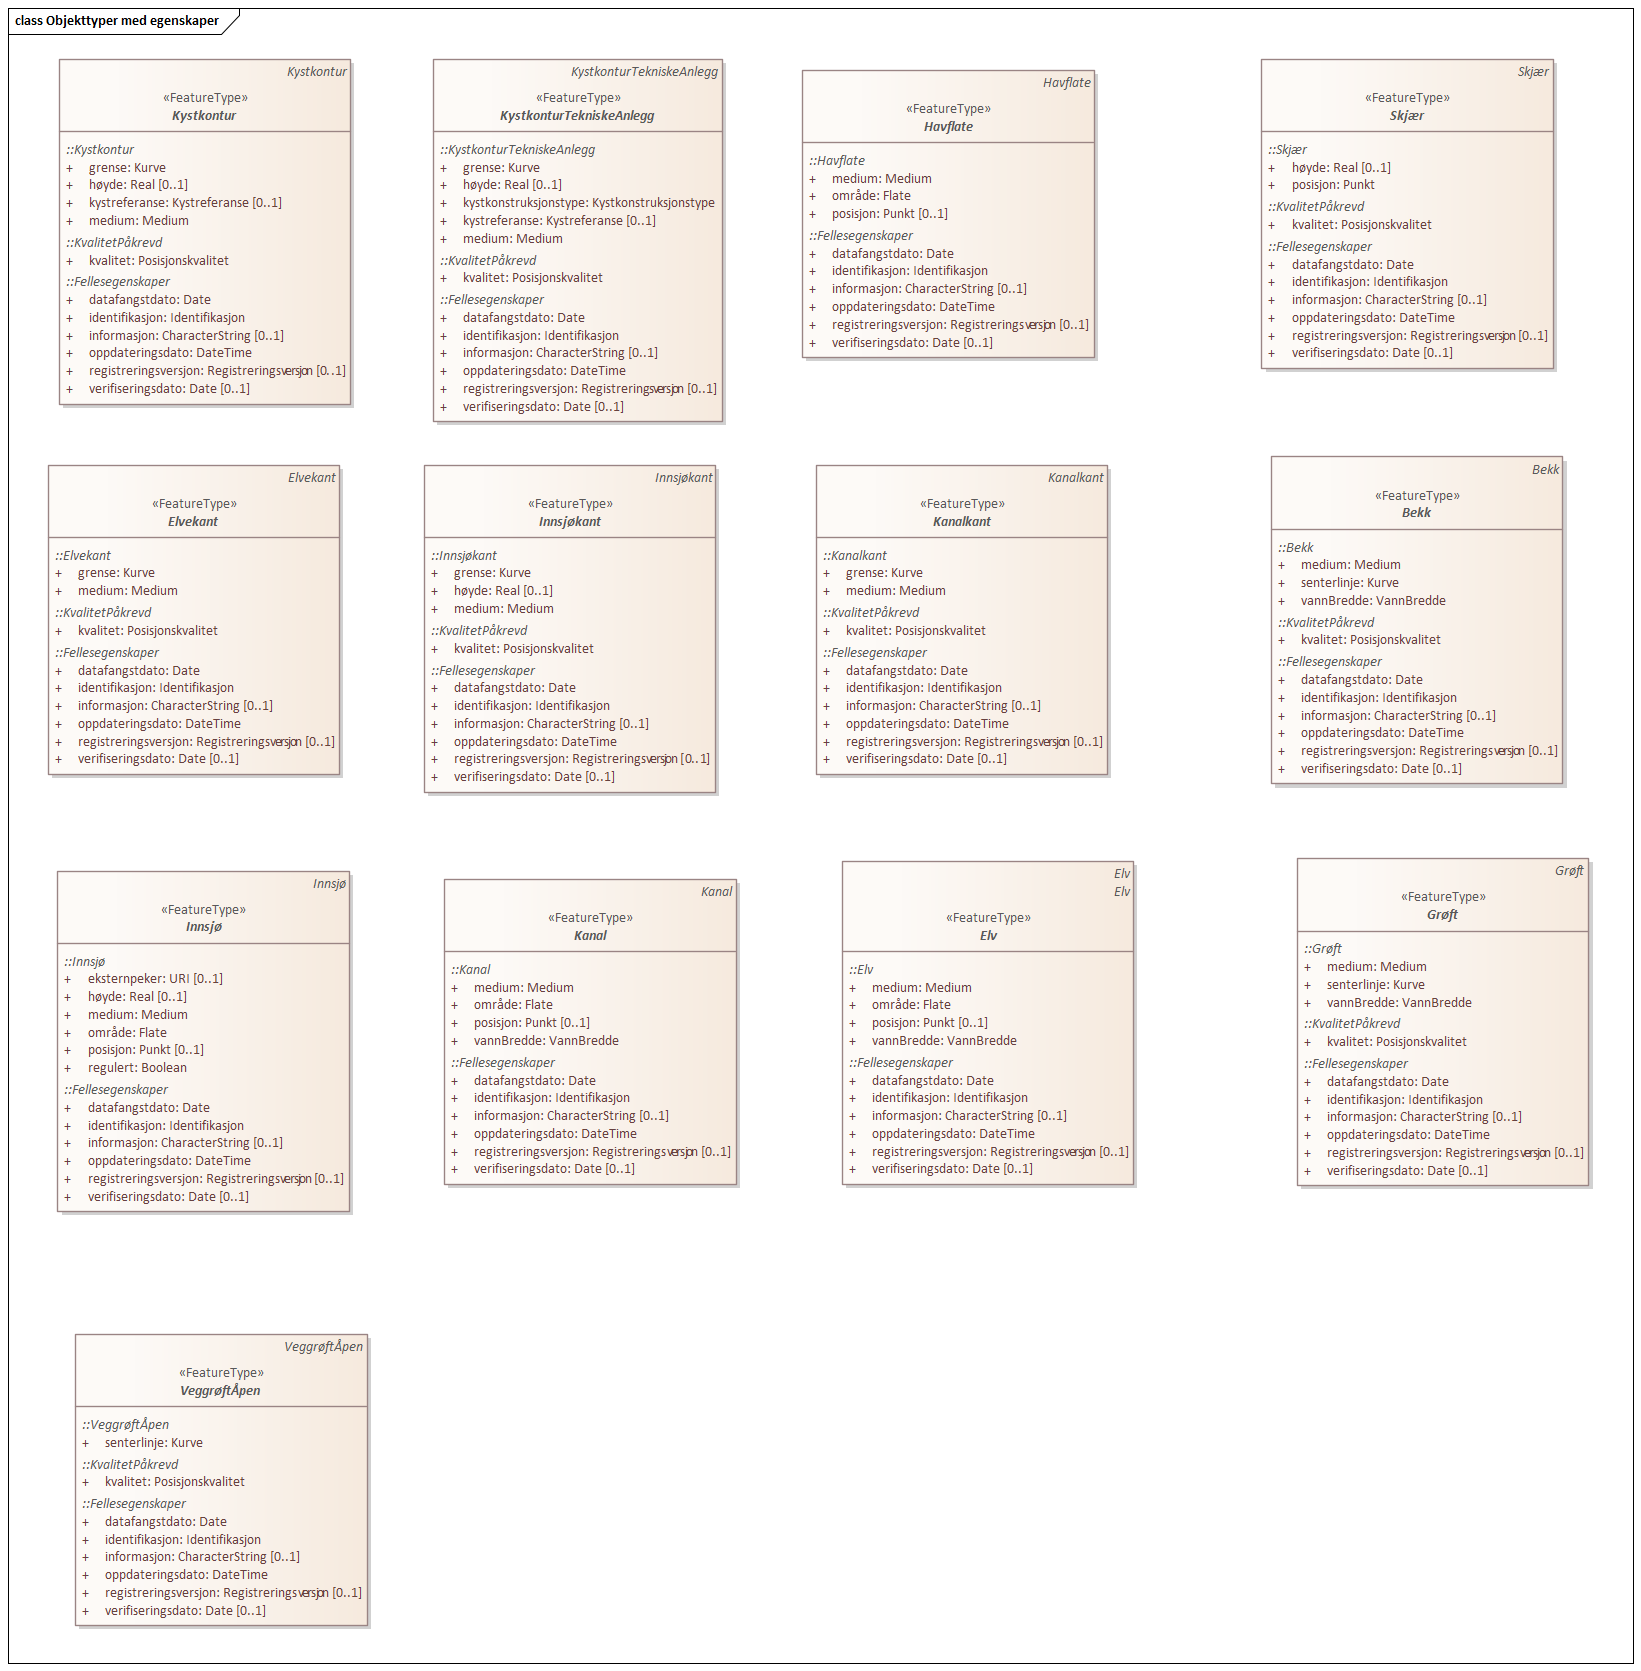 class Objekttyper med egenskaper
Kystkontur
«FeatureType»
Kystkontur
::Kystkontur
+ grense: Kurve
+ høyde: Real [0..1]
+ kystreferanse: Kystreferanse [0..1]
+ medium: Medium
::KvalitetPåkrevd
+ kvalitet: Posisjonskvalitet
::Fellesegenskaper
+ datafangstdato: Date
+ identifikasjon: Identifikasjon
+ informasjon: CharacterString [0..1]
+ oppdateringsdato: DateTime
+ registreringsversjon: Registreringsversjon [0..1]
+ verifiseringsdato: Date [0..1]
KystkonturTekniskeAnlegg
«FeatureType»
KystkonturTekniskeAnlegg
::KystkonturTekniskeAnlegg
+ grense: Kurve
+ høyde: Real [0..1]
+ kystkonstruksjonstype: Kystkonstruksjonstype
+ kystreferanse: Kystreferanse [0..1]
+ medium: Medium
::KvalitetPåkrevd
+ kvalitet: Posisjonskvalitet
::Fellesegenskaper
+ datafangstdato: Date
+ identifikasjon: Identifikasjon
+ informasjon: CharacterString [0..1]
+ oppdateringsdato: DateTime
+ registreringsversjon: Registreringsversjon [0..1]
+ verifiseringsdato: Date [0..1]
Havflate
«FeatureType»
Havflate
::Havflate
+ medium: Medium
+ område: Flate
+ posisjon: Punkt [0..1]
::Fellesegenskaper
+ datafangstdato: Date
+ identifikasjon: Identifikasjon
+ informasjon: CharacterString [0..1]
+ oppdateringsdato: DateTime
+ registreringsversjon: Registreringsversjon [0..1]
+ verifiseringsdato: Date [0..1]
Skjær
«FeatureType»
Skjær
::Skjær
+ høyde: Real [0..1]
+ posisjon: Punkt
::KvalitetPåkrevd
+ kvalitet: Posisjonskvalitet
::Fellesegenskaper
+ datafangstdato: Date
+ identifikasjon: Identifikasjon
+ informasjon: CharacterString [0..1]
+ oppdateringsdato: DateTime
+ registreringsversjon: Registreringsversjon [0..1]
+ verifiseringsdato: Date [0..1]
Elvekant
«FeatureType»
Elvekant
::Elvekant
+ grense: Kurve
+ medium: Medium
::KvalitetPåkrevd
+ kvalitet: Posisjonskvalitet
::Fellesegenskaper
+ datafangstdato: Date
+ identifikasjon: Identifikasjon
+ informasjon: CharacterString [0..1]
+ oppdateringsdato: DateTime
+ registreringsversjon: Registreringsversjon [0..1]
+ verifiseringsdato: Date [0..1]
Innsjøkant
«FeatureType»
Innsjøkant
::Innsjøkant
+ grense: Kurve
+ høyde: Real [0..1]
+ medium: Medium
::KvalitetPåkrevd
+ kvalitet: Posisjonskvalitet
::Fellesegenskaper
+ datafangstdato: Date
+ identifikasjon: Identifikasjon
+ informasjon: CharacterString [0..1]
+ oppdateringsdato: DateTime
+ registreringsversjon: Registreringsversjon [0..1]
+ verifiseringsdato: Date [0..1]
Kanalkant
«FeatureType»
Kanalkant
::Kanalkant
+ grense: Kurve
+ medium: Medium
::KvalitetPåkrevd
+ kvalitet: Posisjonskvalitet
::Fellesegenskaper
+ datafangstdato: Date
+ identifikasjon: Identifikasjon
+ informasjon: CharacterString [0..1]
+ oppdateringsdato: DateTime
+ registreringsversjon: Registreringsversjon [0..1]
+ verifiseringsdato: Date [0..1]
Bekk
«FeatureType»
Bekk
::Bekk
+ medium: Medium
+ senterlinje: Kurve
+ vannBredde: VannBredde
::KvalitetPåkrevd
+ kvalitet: Posisjonskvalitet
::Fellesegenskaper
+ datafangstdato: Date
+ identifikasjon: Identifikasjon
+ informasjon: CharacterString [0..1]
+ oppdateringsdato: DateTime
+ registreringsversjon: Registreringsversjon [0..1]
+ verifiseringsdato: Date [0..1]
Innsjø
«FeatureType»
Innsjø
::Innsjø
+ eksternpeker: URI [0..1]
+ høyde: Real [0..1]
+ medium: Medium
+ område: Flate
+ posisjon: Punkt [0..1]
+ regulert: Boolean
::Fellesegenskaper
+ datafangstdato: Date
+ identifikasjon: Identifikasjon
+ informasjon: CharacterString [0..1]
+ oppdateringsdato: DateTime
+ registreringsversjon: Registreringsversjon [0..1]
+ verifiseringsdato: Date [0..1]
Kanal
«FeatureType»
Kanal
::Kanal
+ medium: Medium
+ område: Flate
+ posisjon: Punkt [0..1]
+ vannBredde: VannBredde
::Fellesegenskaper
+ datafangstdato: Date
+ identifikasjon: Identifikasjon
+ informasjon: CharacterString [0..1]
+ oppdateringsdato: DateTime
+ registreringsversjon: Registreringsversjon [0..1]
+ verifiseringsdato: Date [0..1]
Elv
Elv
«FeatureType»
Elv
::Elv
+ medium: Medium
+ område: Flate
+ posisjon: Punkt [0..1]
+ vannBredde: VannBredde
::Fellesegenskaper
+ datafangstdato: Date
+ identifikasjon: Identifikasjon
+ informasjon: CharacterString [0..1]
+ oppdateringsdato: DateTime
+ registreringsversjon: Registreringsversjon [0..1]
+ verifiseringsdato: Date [0..1]
Grøft
«FeatureType»
Grøft
::Grøft
+ medium: Medium
+ senterlinje: Kurve
+ vannBredde: VannBredde
::KvalitetPåkrevd
+ kvalitet: Posisjonskvalitet
::Fellesegenskaper
+ datafangstdato: Date
+ identifikasjon: Identifikasjon
+ informasjon: CharacterString [0..1]
+ oppdateringsdato: DateTime
+ registreringsversjon: Registreringsversjon [0..1]
+ verifiseringsdato: Date [0..1]
VeggrøftÅpen
«FeatureType»
VeggrøftÅpen
::VeggrøftÅpen
+ senterlinje: Kurve
::KvalitetPåkrevd
+ kvalitet: Posisjonskvalitet
::Fellesegenskaper
+ datafangstdato: Date
+ identifikasjon: Identifikasjon
+ informasjon: CharacterString [0..1]
+ oppdateringsdato: DateTime
+ registreringsversjon: Registreringsversjon [0..1]
+ verifiseringsdato: Date [0..1]